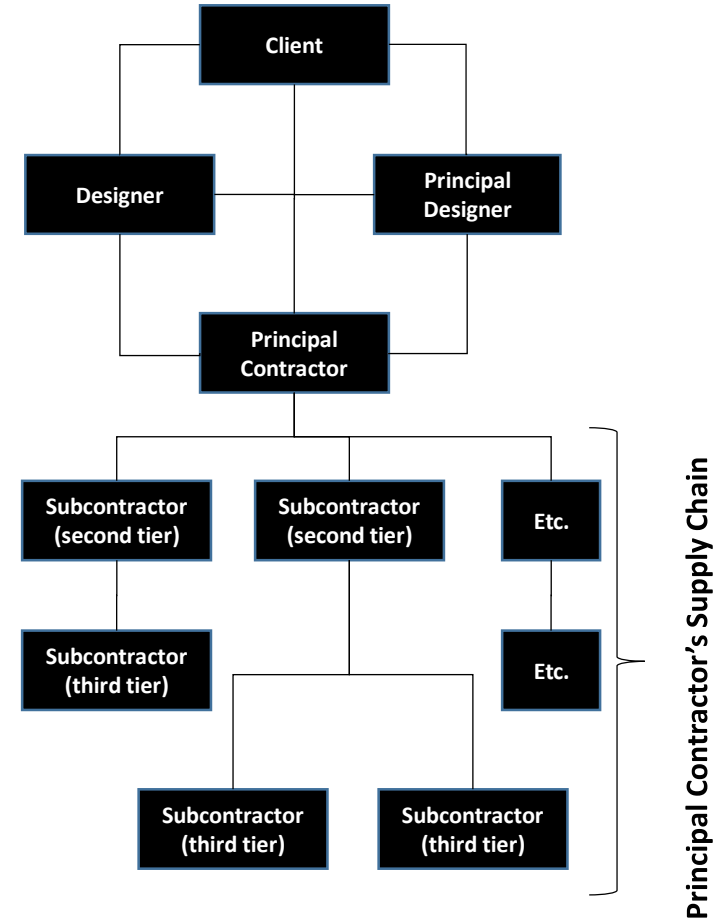 Client
Designer
Principal
Designer
Principal
Contractor
Subcontractor
(second tier)
Subcontractor
(second tier)
Etc.
Subcontractor
(third tier)
Etc.
Subcontractor
(third tier)
Subcontractor
(third tier)
Principal Contractor’s Supply Chain